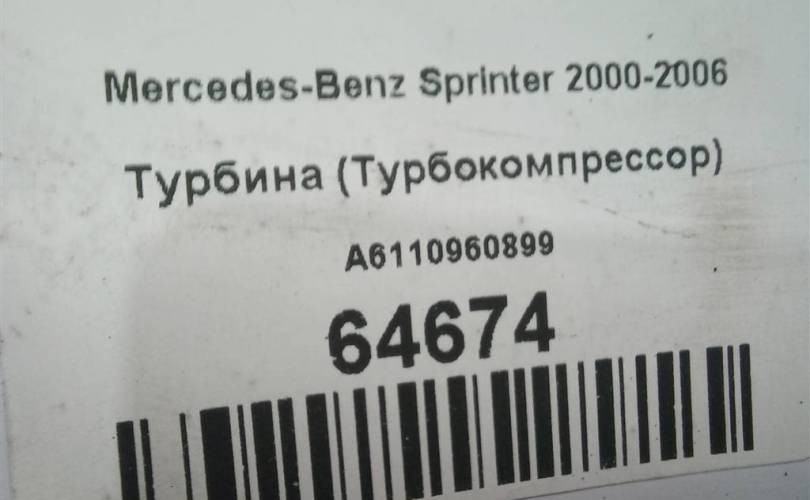 Mercedes-Benz Sprinter 2000-2006
Турбина (Турбокомпрессор)
A6110960899
64674